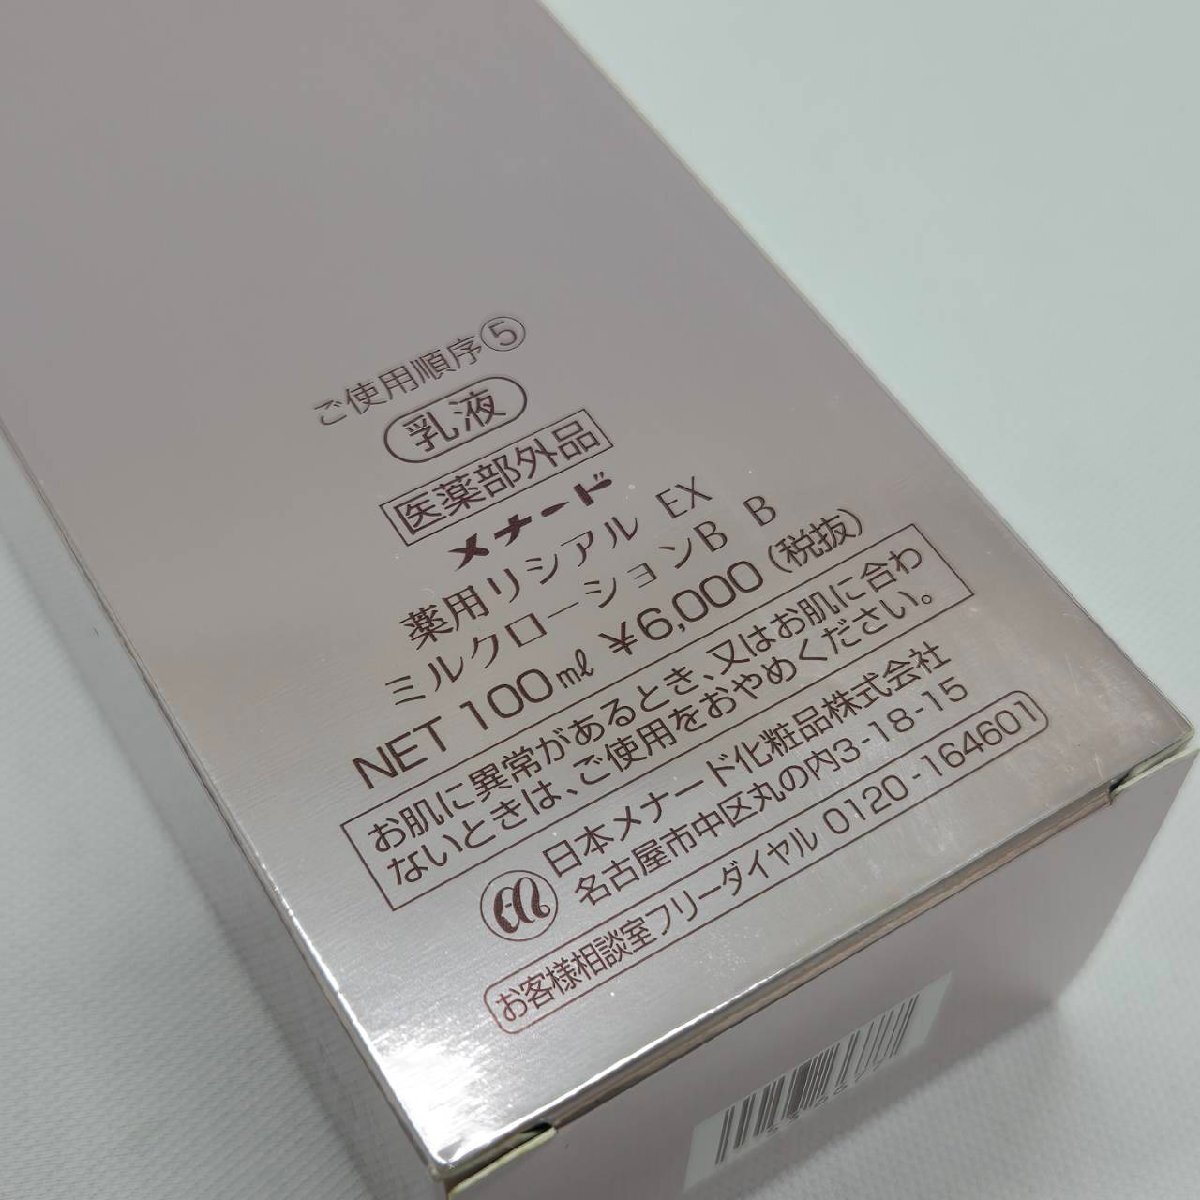 ご使用順序⑤
乳液
医薬部外品
メナード
薬用リシアル EX
ミルクローションB B
NET 100ml ¥6,000(税抜)
お肌に異常があるとき、又はお肌に合わ
ないときは、ご使用をおやめください。
日本メナード化粧品株式会社
名古屋市中区丸の内3-18-15
お客様相談室フリーダイヤル 0120-164601